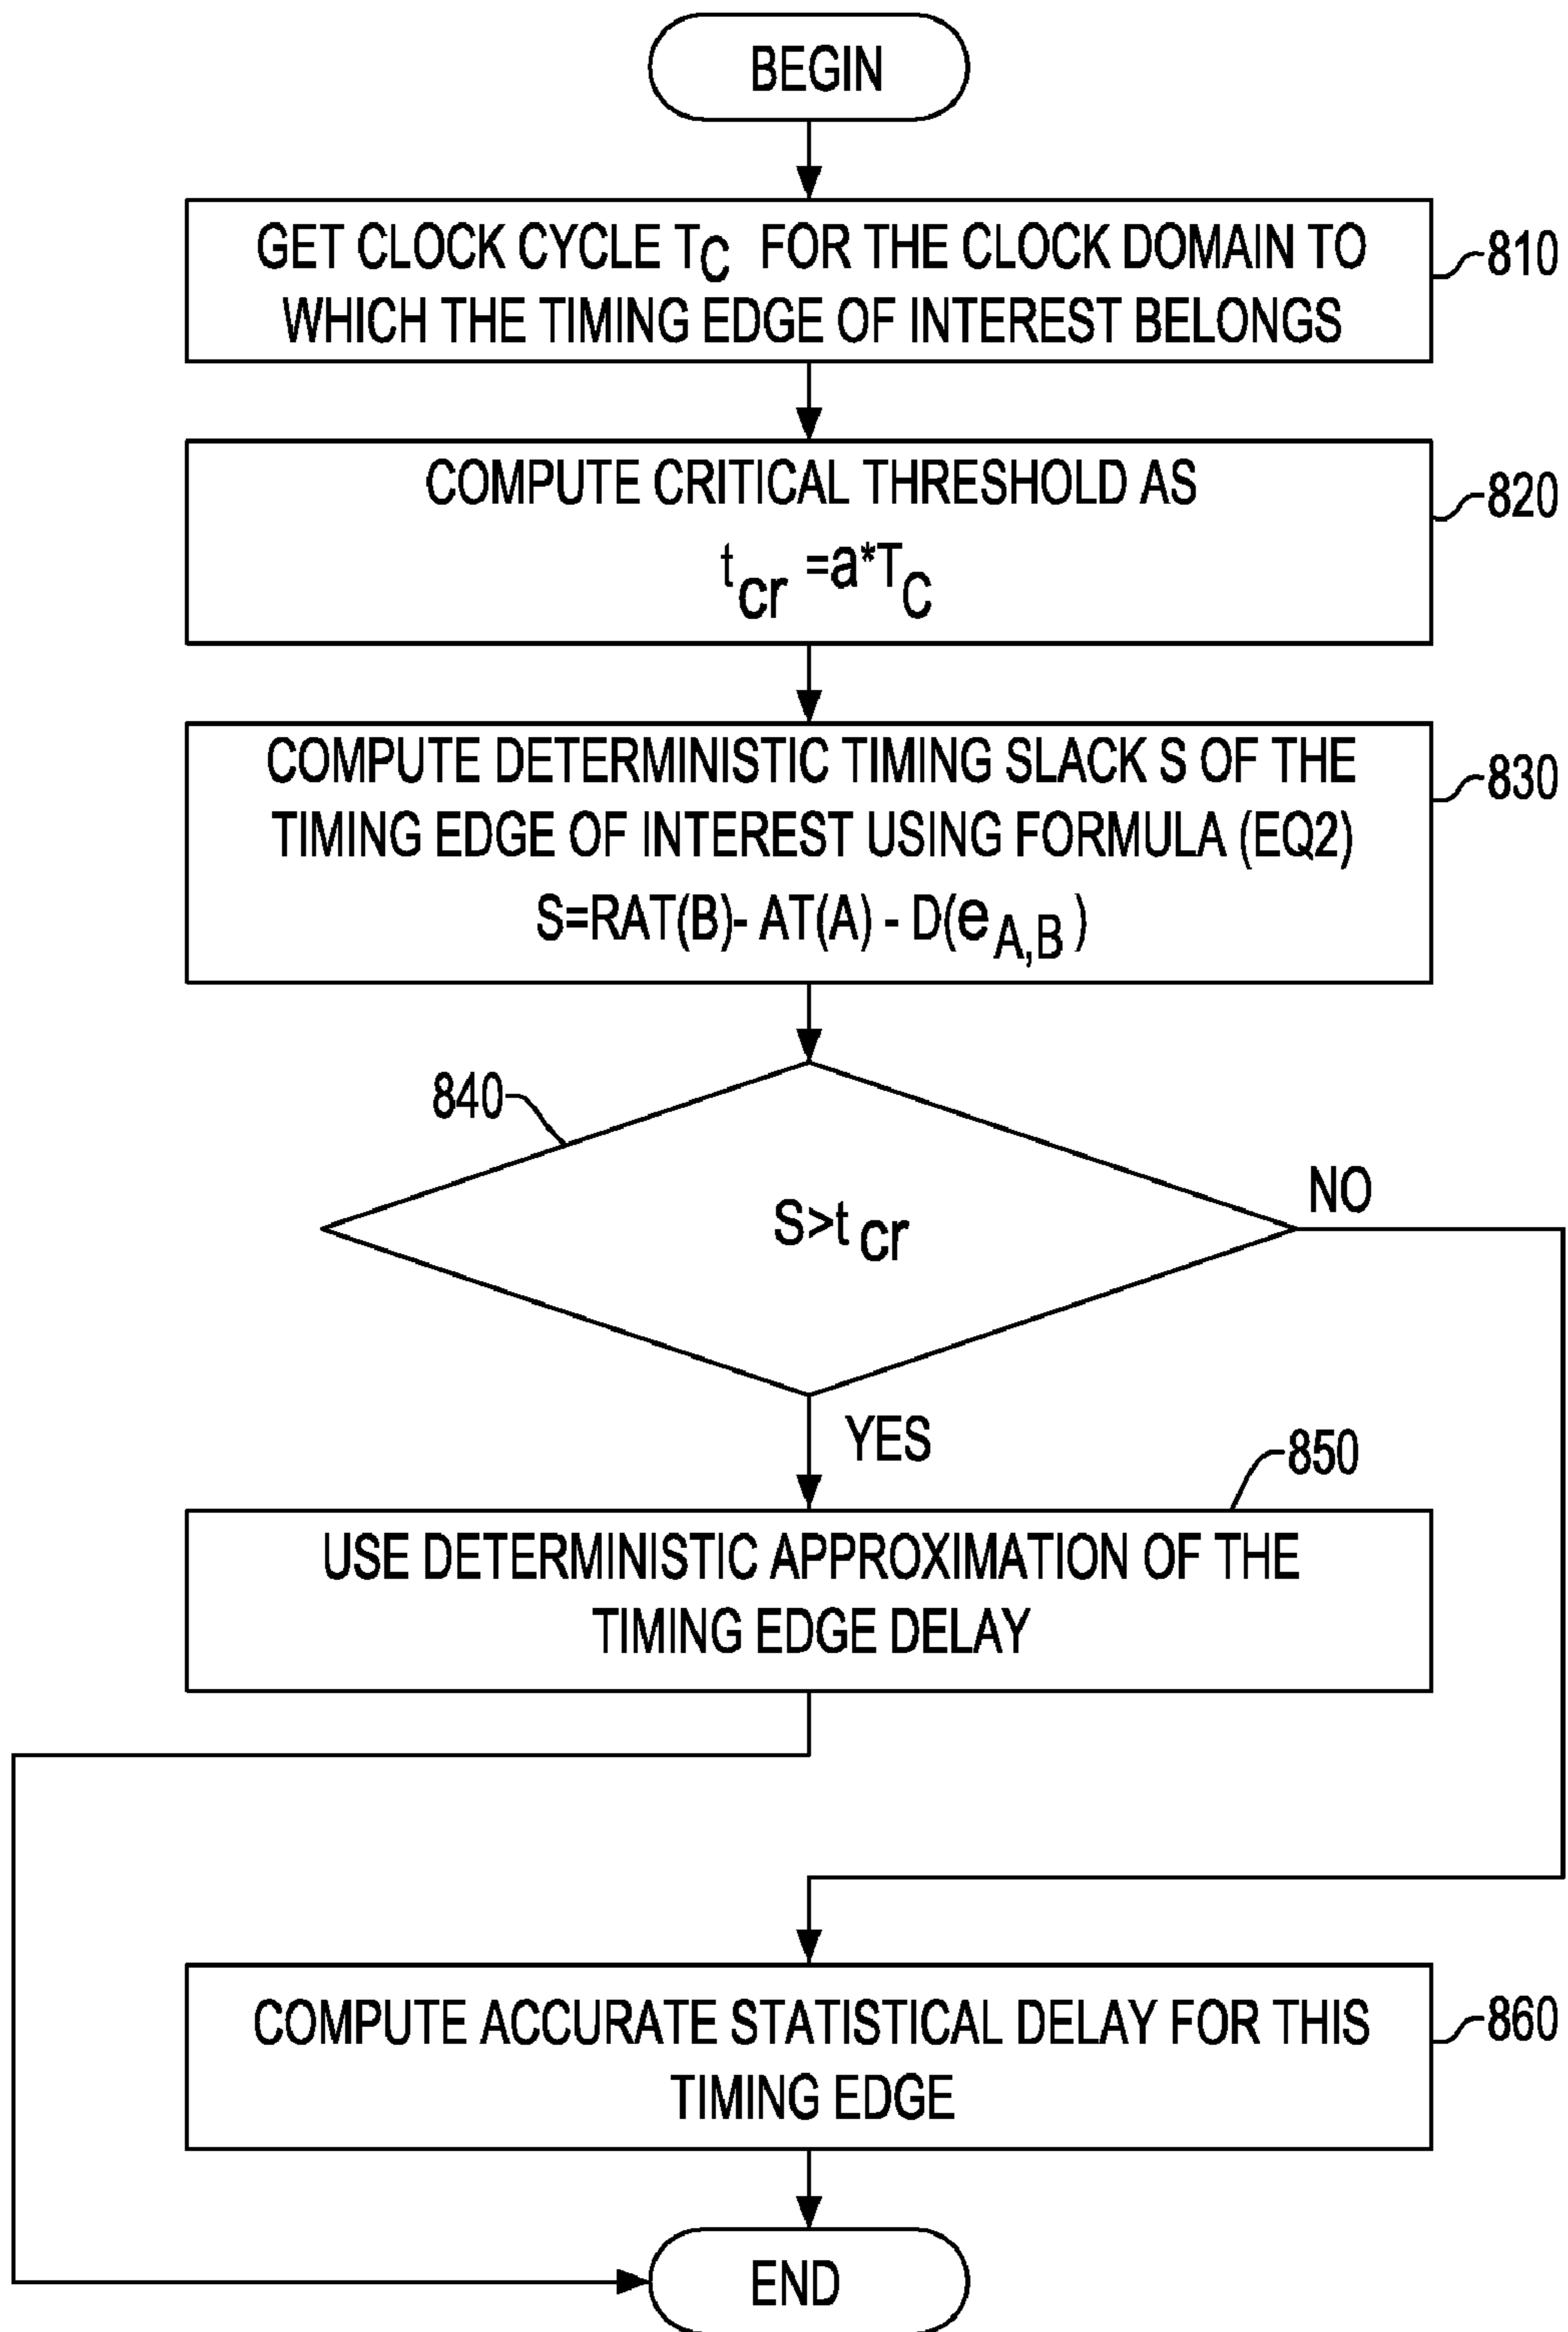 BEGIN
GET CLOCK CYCLE TC FOR THE CLOCK DOMAIN TO
WHICH THE TIMING EDGE OF INTEREST BELONGS
810
COMPUTE CRITICAL THRESHOLD AS
tcr =a*TC
820
COMPUTE DETERMINISTIC TIMING SLACK S OF THE
TIMING EDGE OF INTEREST USING FORMULA (EQ2)
S=RAT(B)- AT(A) - D(eA,B )
830
840
S>tcr
NO
YES
850
USE DETERMINISTIC APPROXIMATION OF THE
TIMING EDGE DELAY
COMPUTE ACCURATE STATISTICAL DELAY FOR THIS
TIMING EDGE
860
END